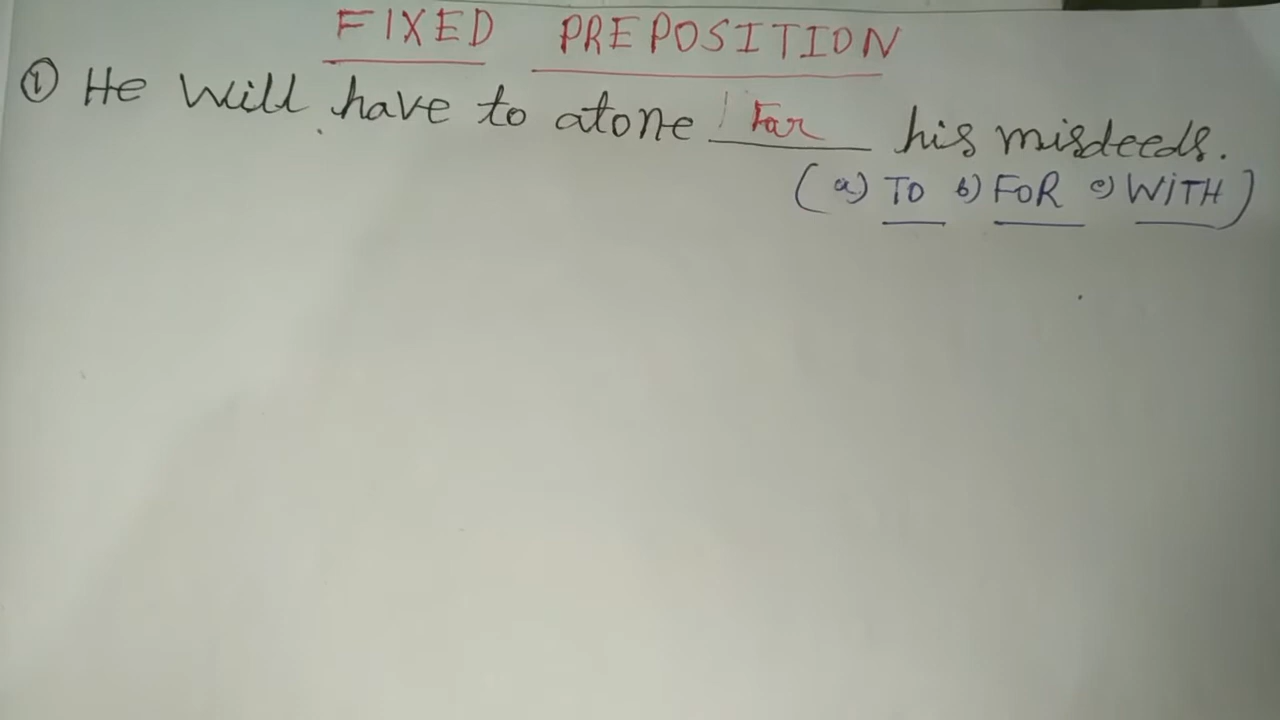 FIXED PREPOSITION
① He will have to atone For his misdeeds.
(a) TO b) FOR c) WITH)